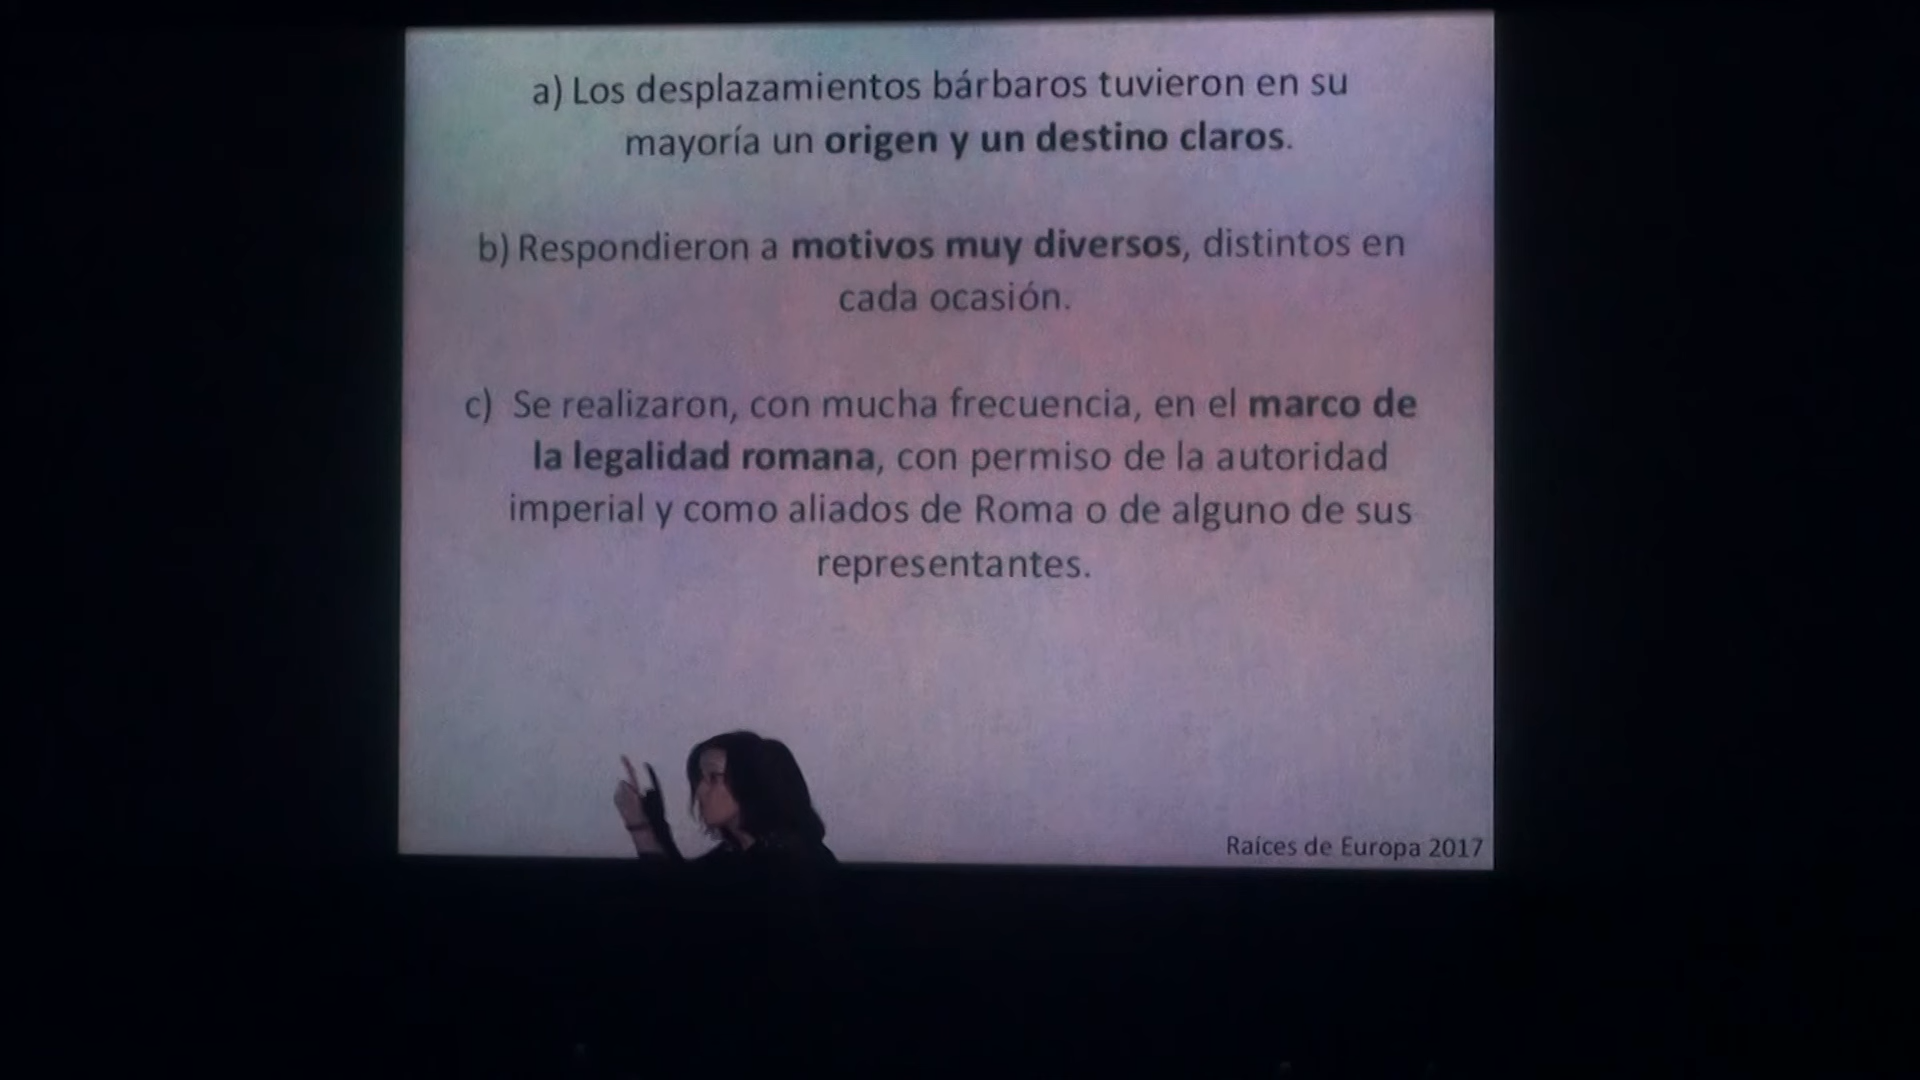 a) Los desplazamientos bárbaros tuvieron en su
mayoría un origen y un destino claros.
b) Respondieron a motivos muy diversos, distintos en
cada ocasión.
c) Se realizaron, con mucha frecuencia, en el marco de
la legalidad romana, con permiso de la autoridad
imperial y como aliados de Roma o de alguno de sus
representantes.
Raíces de Europa 2017